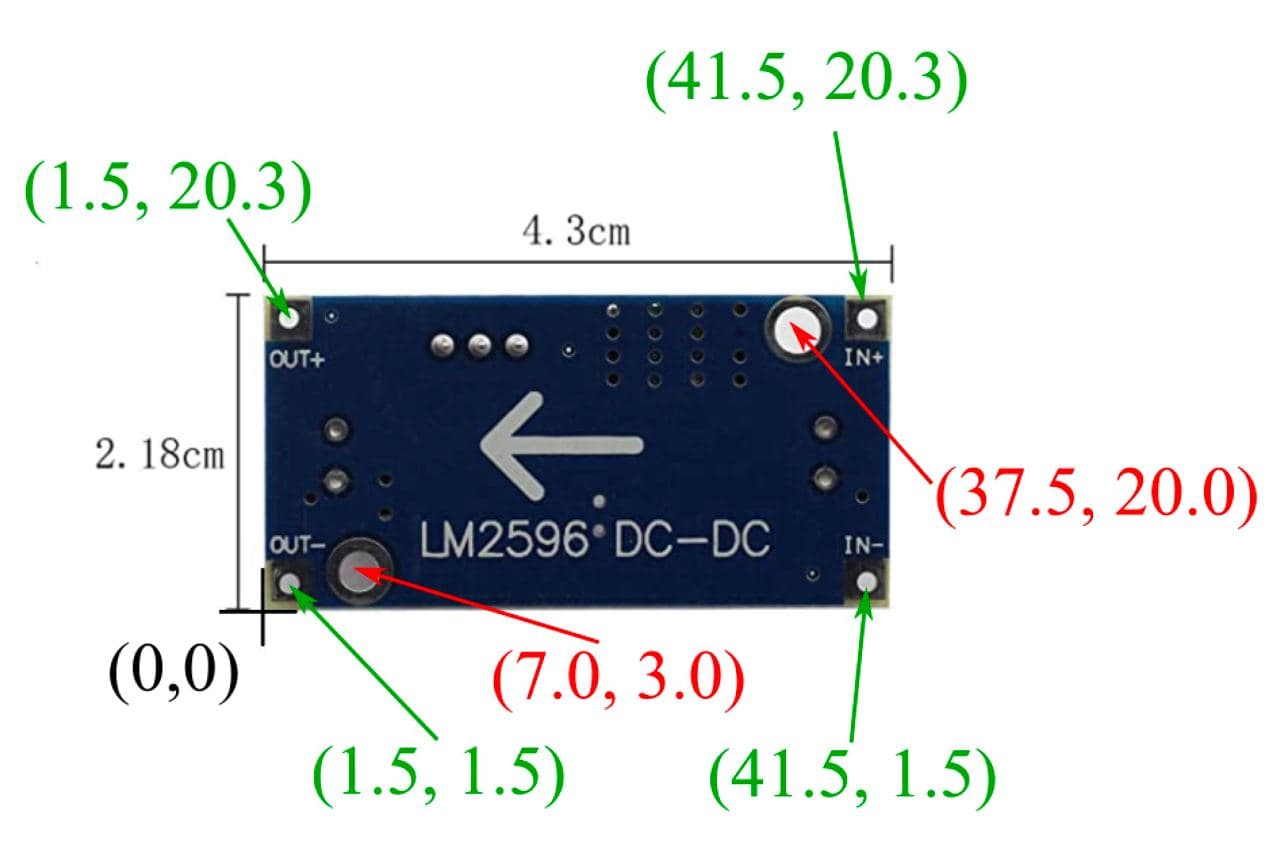 (41.5, 20.3)
(1.5, 20.3)
4.3cm
OUT+
IN+
2.18cm
(37.5, 20.0)
LM2596 DC-DC
OUT-
IN-
(0,0)
(7.0, 3.0)
(1.5, 1.5)
(41.5, 1.5)